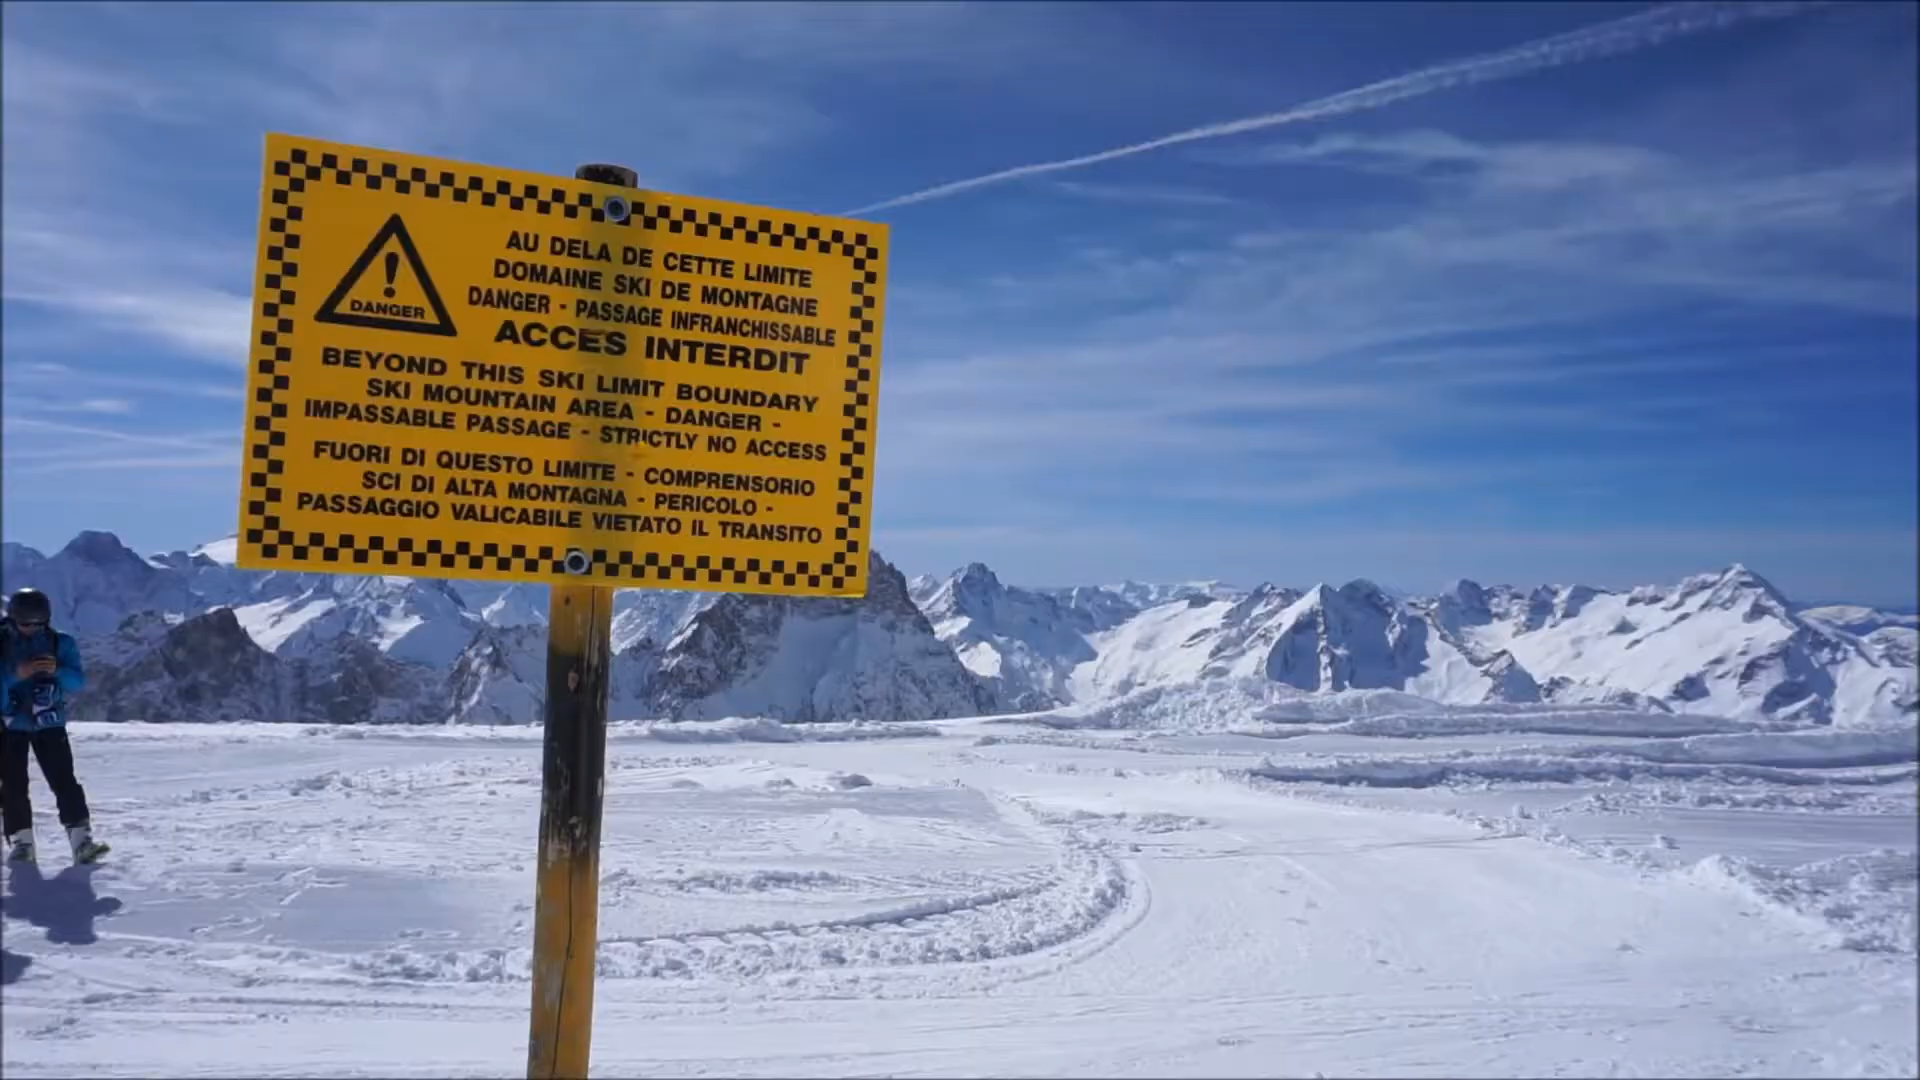 AU DELA DE CETTE LIMITE
DOMAINE SKI DE MONTAGNE
DANGER - PASSAGE INFRANCHISSABLE
ACCES INTERDIT
DANGER
BEYOND THIS SKI LIMIT BOUNDARY
SKI MOUNTAIN AREA - DANGER -
IMPASSABLE PASSAGE - STRICTLY NO ACCESS
FUORI DI QUESTO LIMITE - COMPRENSORIO
SCI DI ALTA MONTAGNA - PERICOLO -
PASSAGGIO VALICABILE VIETATO IL TRANSITO